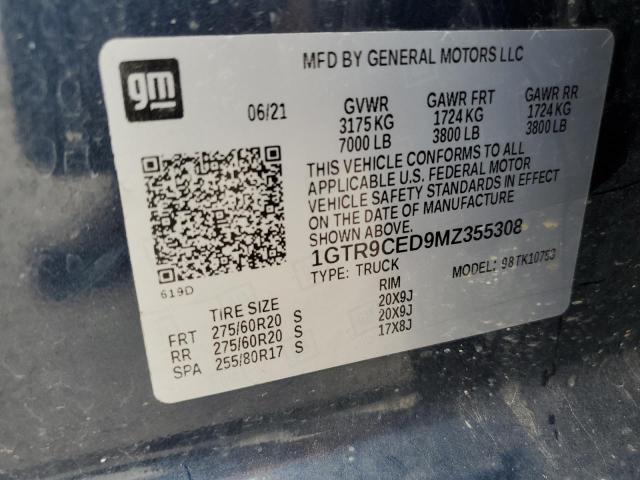 MFD BY GENERAL MOTORS LLC
gm
06/21
GVWR GAWR FRT GAWR RR
3175 KG 1724 KG 1724 KG
7000 LB 3800 LB 3800 LB
THIS VEHICLE CONFORMS TO ALL
APPLICABLE U.S. FEDERAL MOTOR
VEHICLE SAFETY STANDARDS IN EFFECT
ON THE DATE OF MANUFACTURE
SHOWN ABOVE.
1GTR9CED9MZ355308
TYPE: TRUCK MODEL: 98TK10753
619D
TIRE SIZE RIM
FRT 275/60R20 S 20X9J
RR 275/60R20 S 20X9J
SPA 255/80R17 S 17X8J